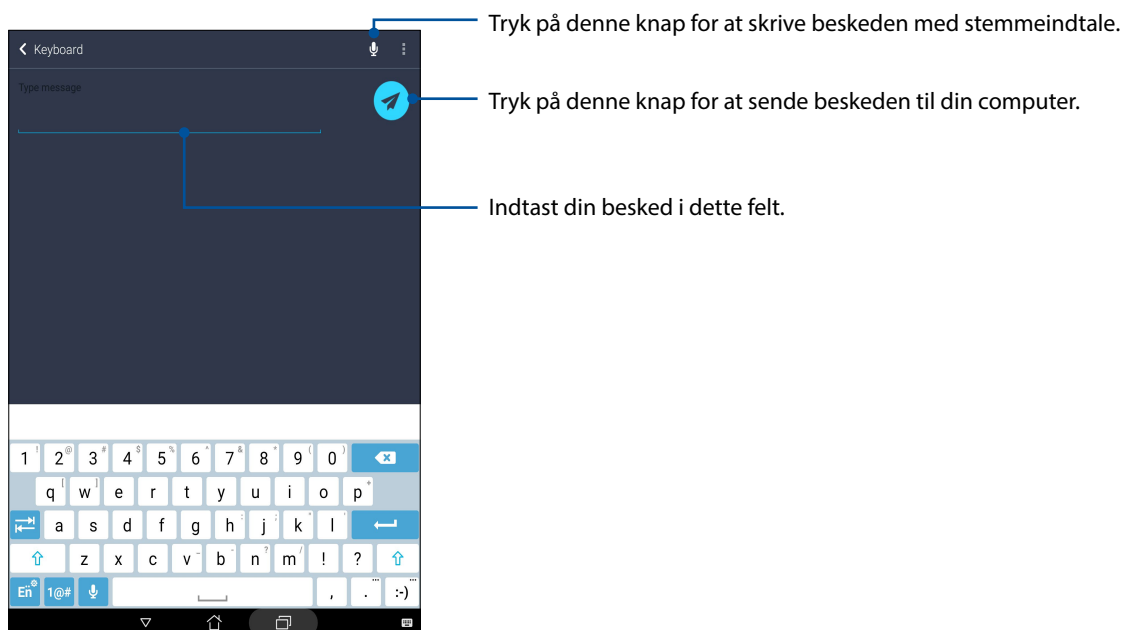 Tryk på denne knap for at skrive beskeden med stemmeindtale.
Keyboard
Type message
Tryk på denne knap for at sende beskeden til din computer.
Indtast din besked i dette felt.
1 ! 2 @ 3 # 4 $ 5 % 6 ^ 7 & 8 * 9 ( 0 )
q [ w ] e r t y u i o p +
a s d f g h : j ; k " l '
z x c v ~ b - n ? m / ! ?
En 1@# , . ... :-) ...